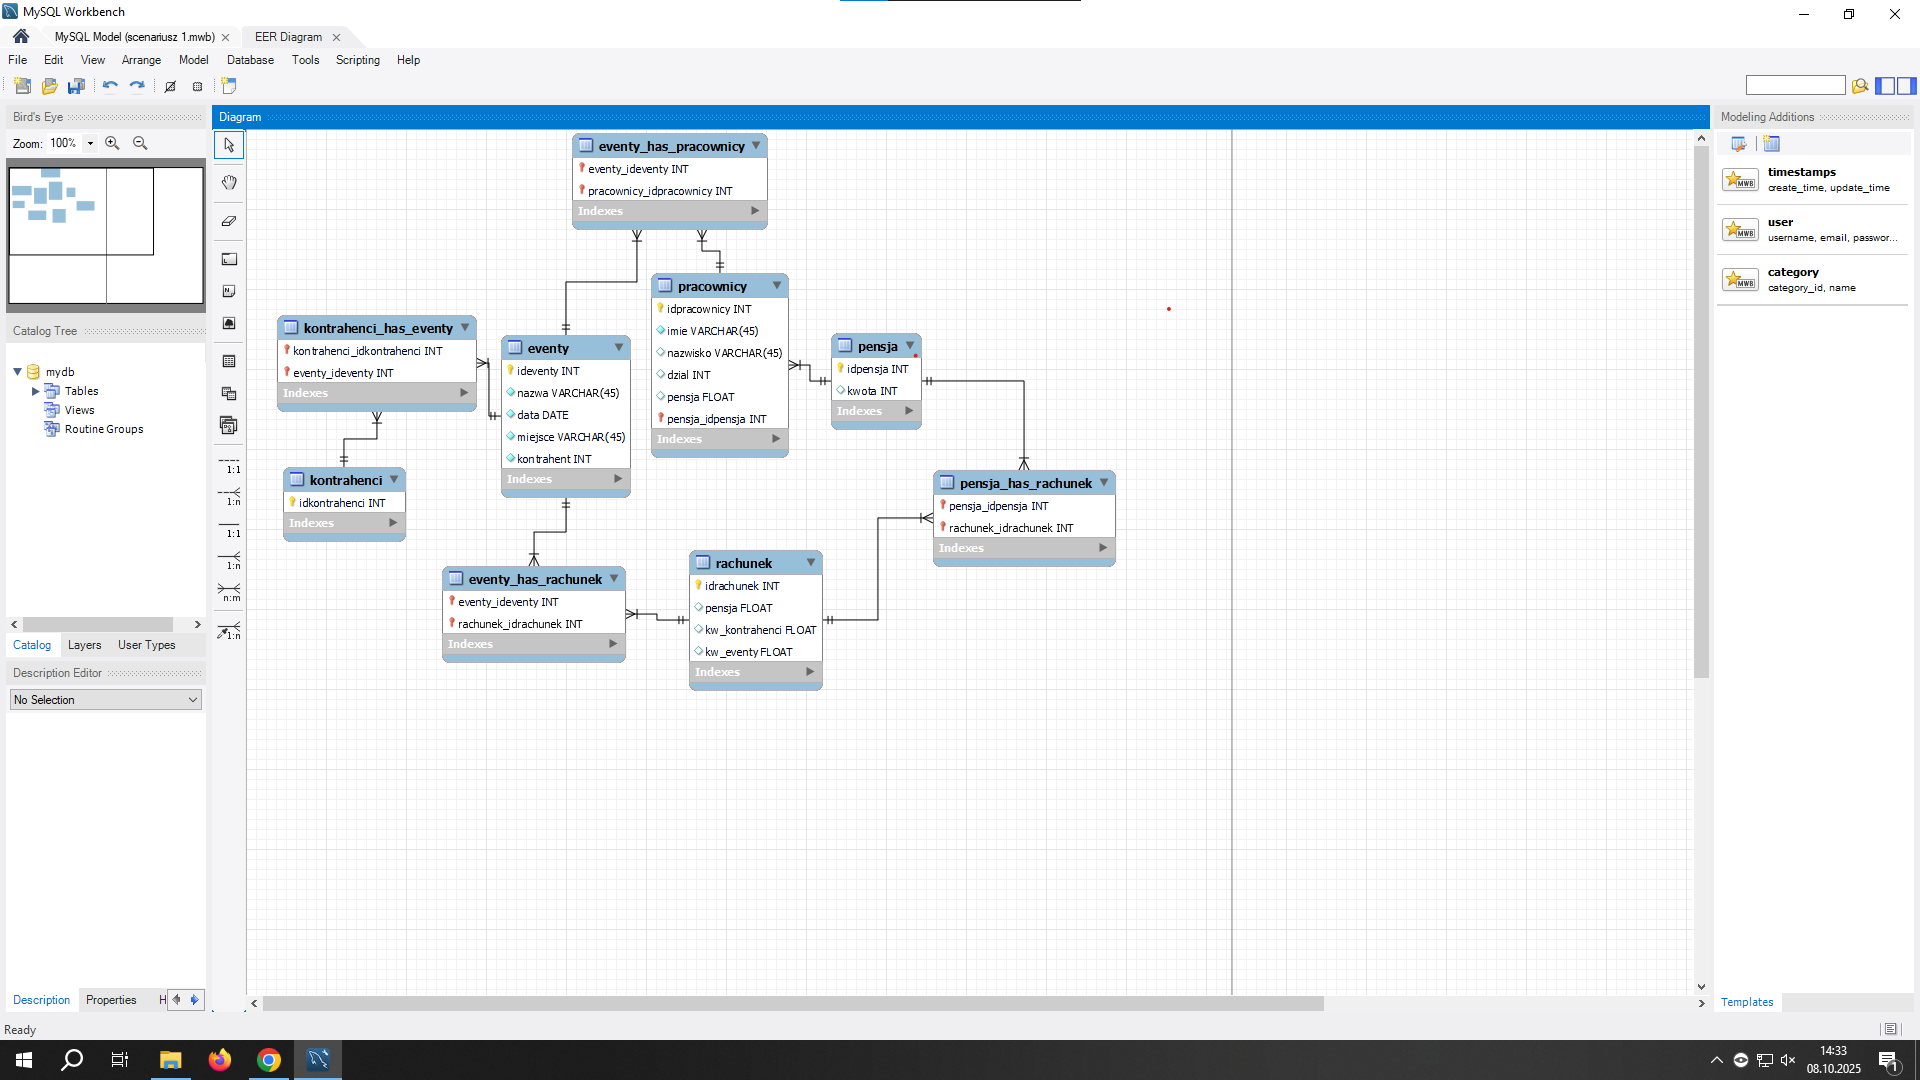 MySQL Workbench
MySQL Model (scenariusz 1.mwb)
EER Diagram
File Edit View Arrange Model Database Tools Scripting Help
Bird's Eye
Zoom: 100%
Catalog Tree
mydb
Tables
Views
Routine Groups
Catalog Layers User Types
Description Editor
No Selection
Description Properties H
Diagram
1:1
1:n
1:1
1:n
n:m
1:n
eventy_has_pracownicy
eventy_ideventy INT
pracownicy_idpracownicy INT
Indexes
pracownicy
idpracownicy INT
imie VARCHAR(45)
nazwisko VARCHAR(45)
dzial INT
pensja FLOAT
pensja_idpensja INT
Indexes
kontrahenci_has_eventy
kontrahenci_idkontrahenci INT
eventy_ideventy INT
Indexes
eventy
ideventy INT
nazwa VARCHAR(45)
data DATE
miejsce VARCHAR(45)
kontrahent INT
Indexes
pensja
idpensja INT
kwota INT
Indexes
kontrahenci
idkontrahenci INT
Indexes
pensja_has_rachunek
pensja_idpensja INT
rachunek_idrachunek INT
Indexes
eventy_has_rachunek
eventy_ideventy INT
rachunek_idrachunek INT
Indexes
rachunek
idrachunek INT
pensja FLOAT
kw_kontrahenci FLOAT
kw_eventy FLOAT
Indexes
Modeling Additions
MWB
timestamps
create_time, update_time
MWB
user
username, email, passwor...
MWB
category
category_id, name
Templates
Ready
14:33
08.10.2025
1